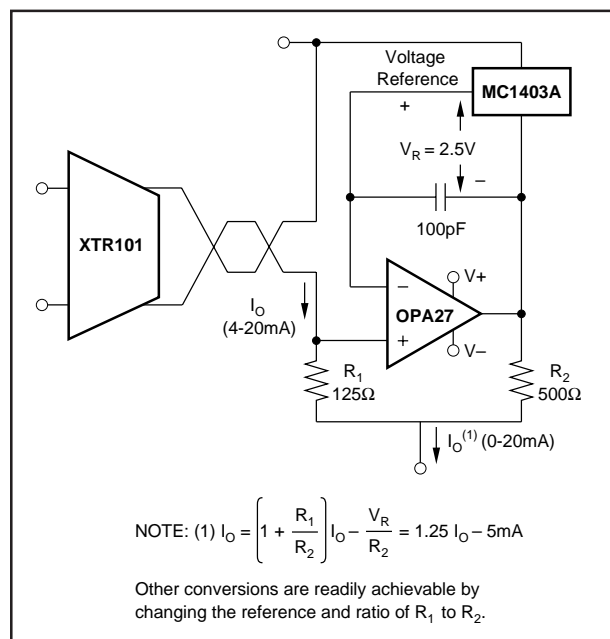 Voltage
Reference
MC1403A
+
V_R = 2.5V
–
100pF
XTR101
–
OPA27
+
V+
V–
I_O
(4-20mA)
R_1
125Ω
R_2
500Ω
I_O^(1) (0-20mA)
NOTE: (1) I_O = [1 + R_1/R_2] I_O – V_R/R_2 = 1.25 I_O – 5mA
Other conversions are readily achievable by
changing the reference and ratio of R_1 to R_2.